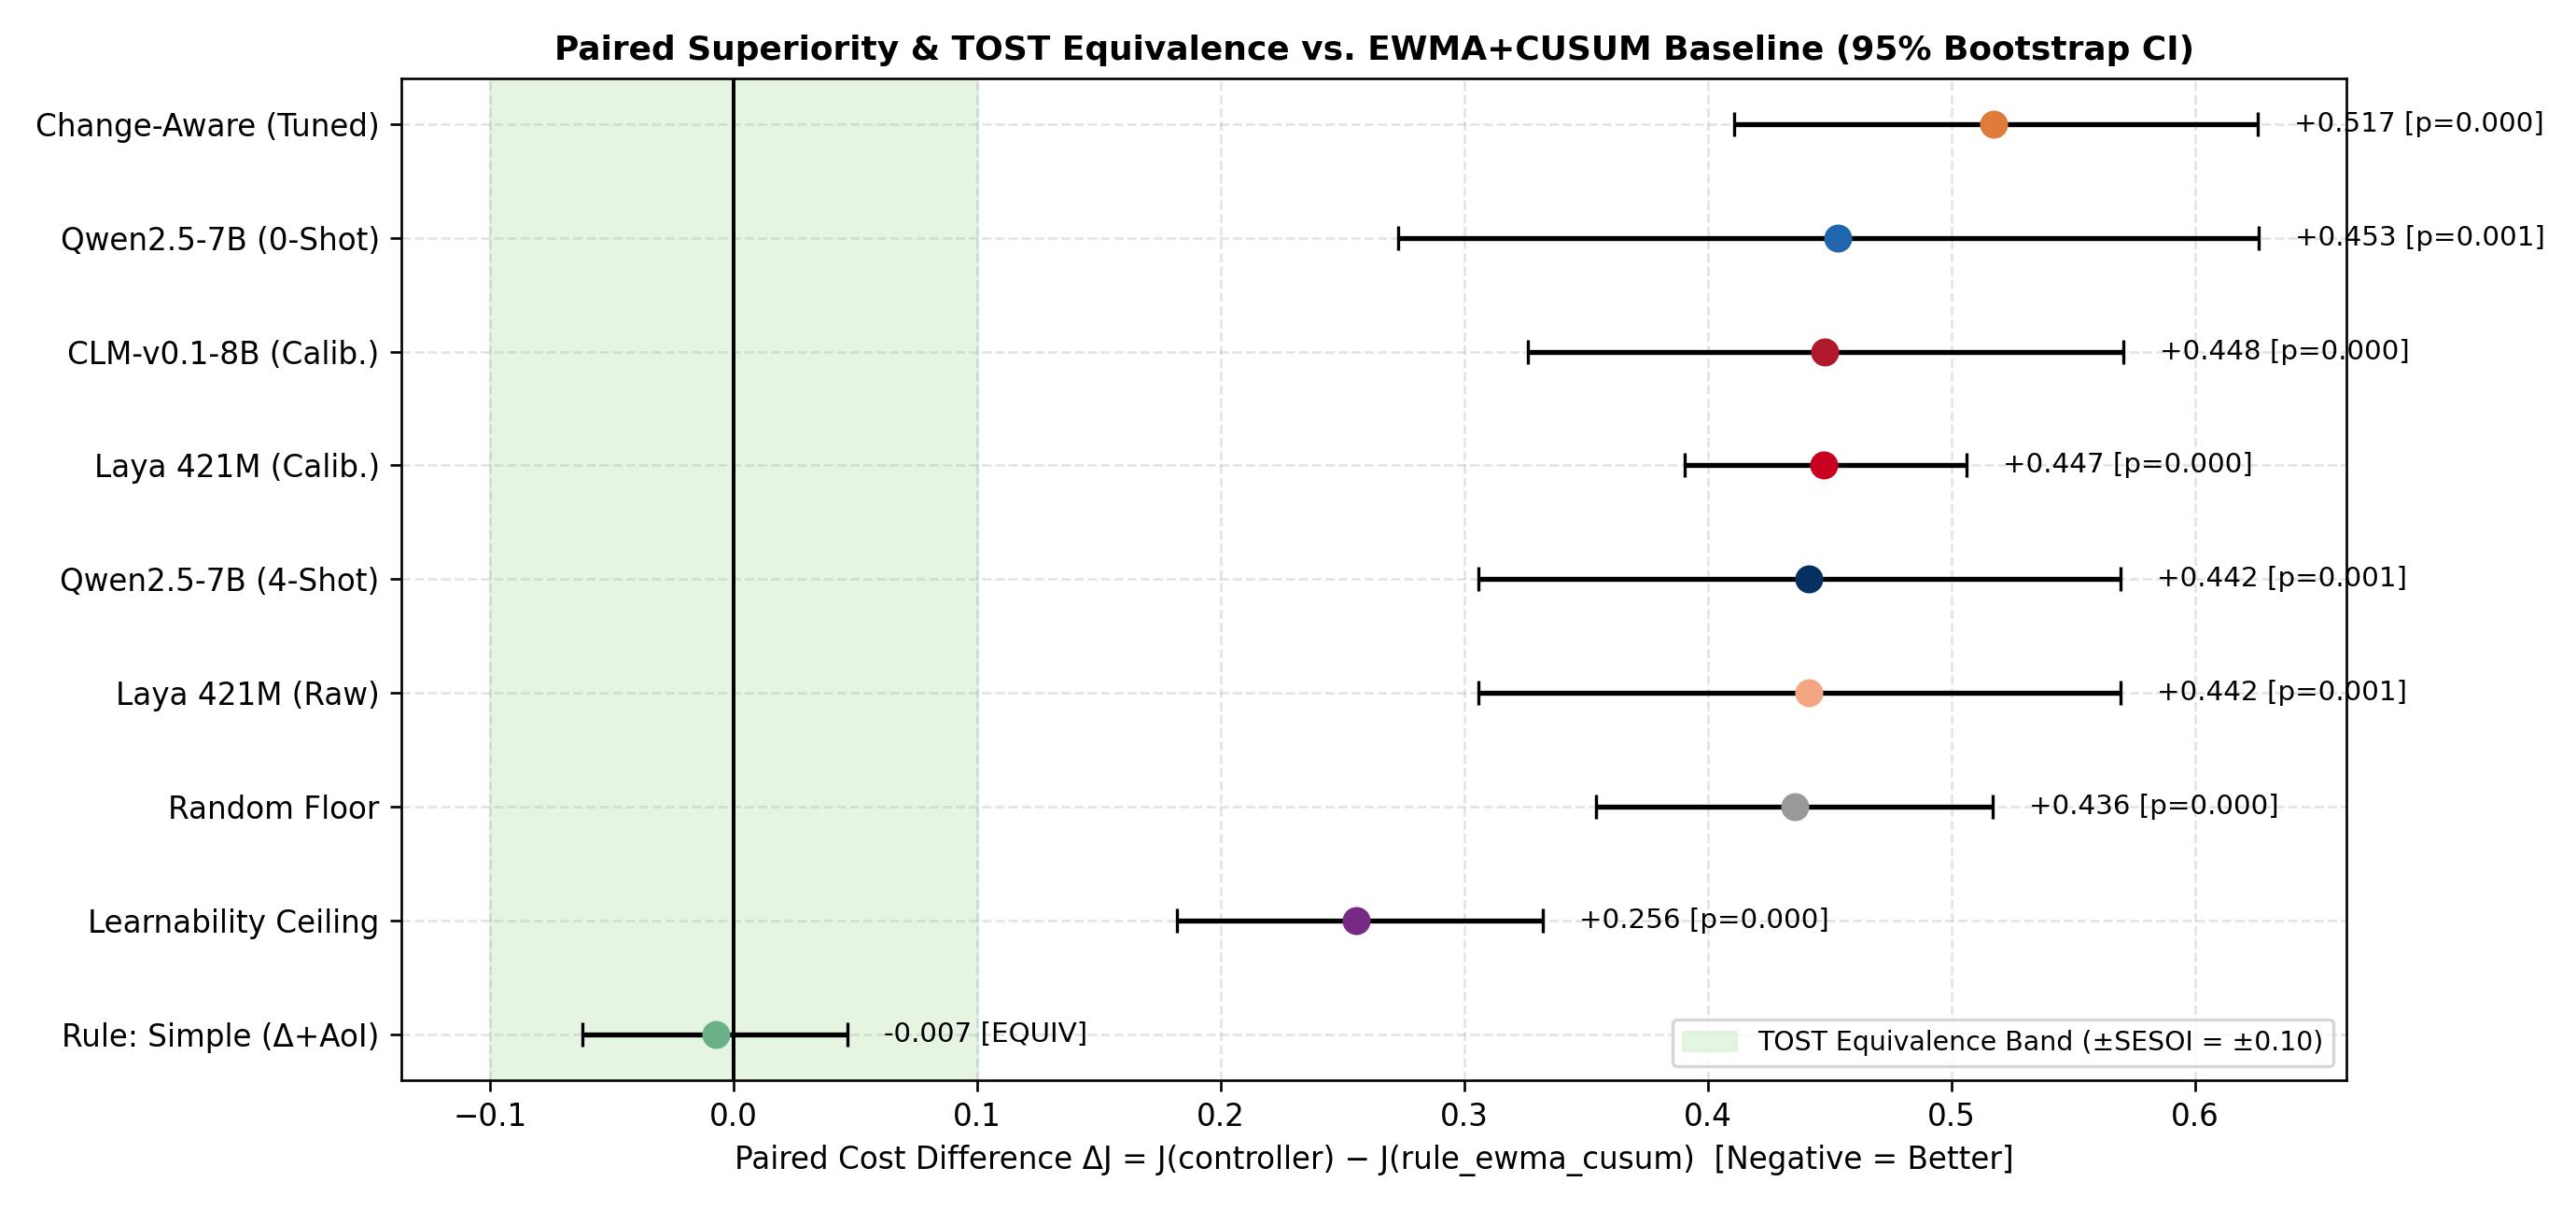 Paired Superiority & TOST Equivalence vs. EWMA+CUSUM Baseline (95% Bootstrap CI)
Change-Aware (Tuned)
+0.517 [p=0.000]
Qwen2.5-7B (0-Shot)
+0.453 [p=0.001]
CLM-v0.1-8B (Calib.)
+0.448 [p=0.000]
Laya 421M (Calib.)
+0.447 [p=0.000]
Qwen2.5-7B (4-Shot)
+0.442 [p=0.001]
Laya 421M (Raw)
+0.442 [p=0.001]
Random Floor
+0.436 [p=0.000]
Learnability Ceiling
+0.256 [p=0.000]
Rule: Simple (Δ+AoI)
-0.007 [EQUIV]
TOST Equivalence Band (±SESOI = ±0.10)
−0.1 0.0 0.1 0.2 0.3 0.4 0.5 0.6
Paired Cost Difference ΔJ = J(controller) − J(rule_ewma_cusum) [Negative = Better]